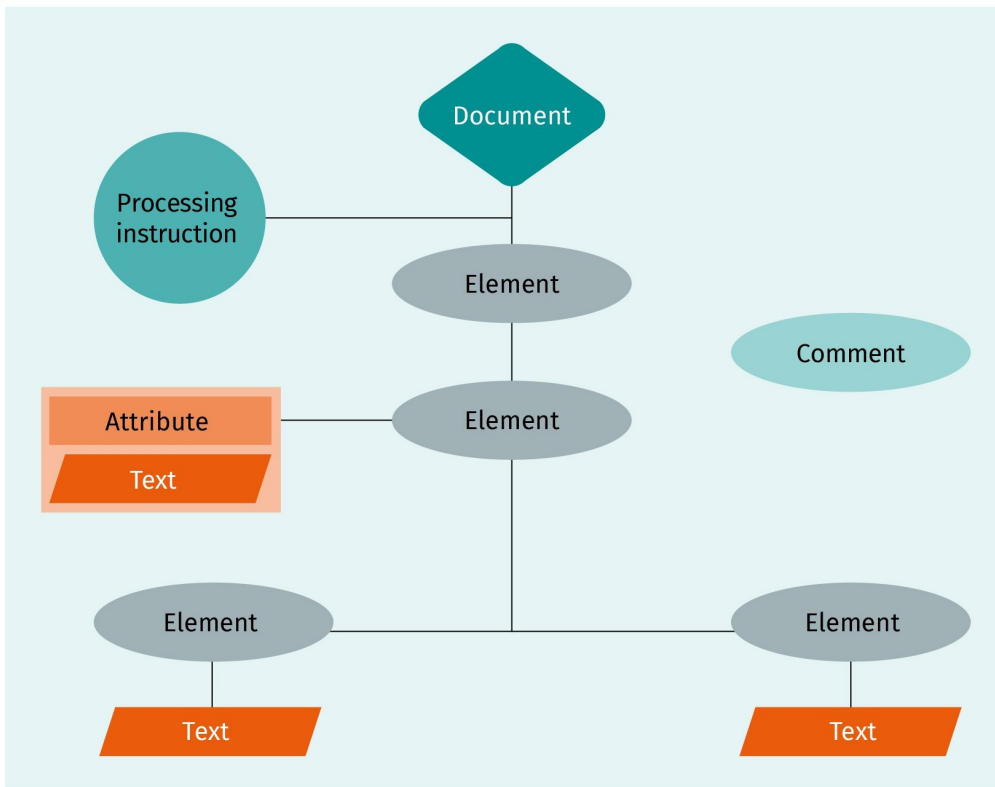 Document
Processing
instruction
Element
Comment
Attribute
Element
Text
Element
Element
Text
Text